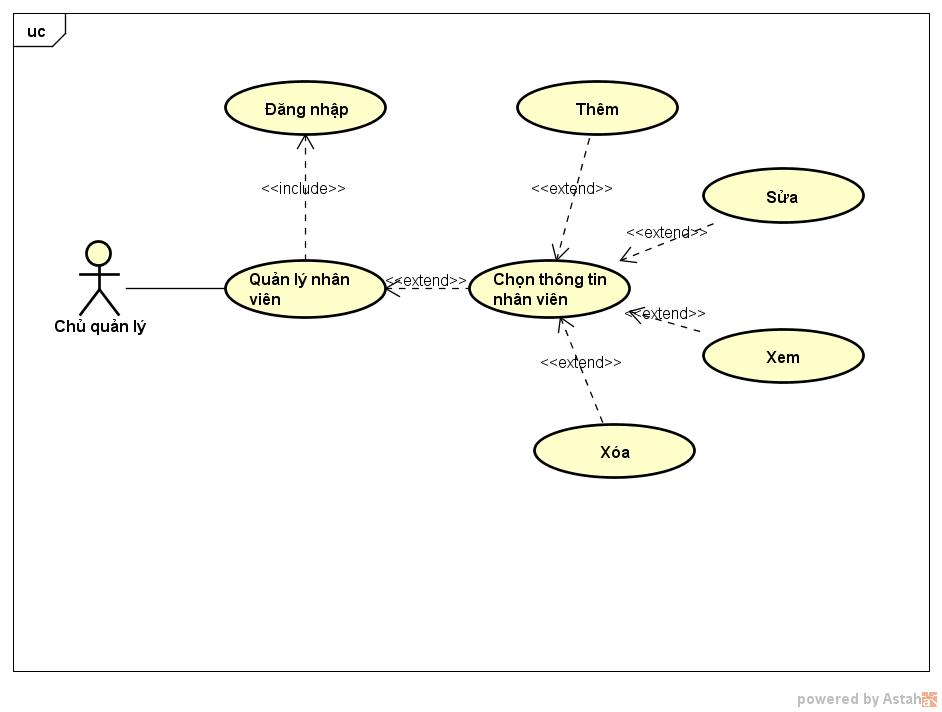 uc
Đăng nhập
Thêm
<<include>>
<<extend>>
Sửa
<<extend>>
Quản lý nhân
viên
<<extend>>
Chọn thông tin
nhân viên
Chủ quản lý
<<extend>>
Xem
<<extend>>
Xóa
powered by Astah